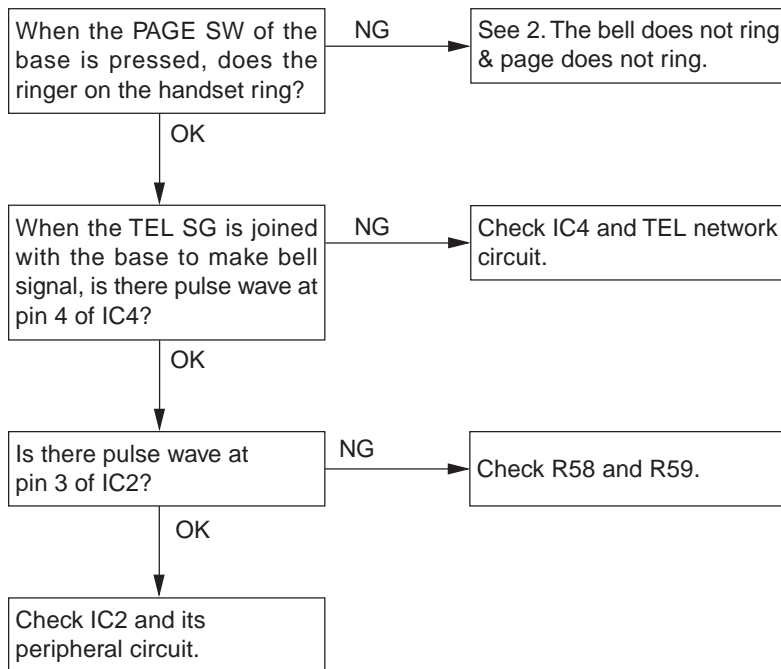 When the PAGE SW of the
base is pressed, does the
ringer on the handset ring?
NG
See 2. The bell does not ring
& page does not ring.
OK
When the TEL SG is joined
with the base to make bell
signal, is there pulse wave at
pin 4 of IC4?
NG
Check IC4 and TEL network
circuit.
OK
Is there pulse wave at
pin 3 of IC2?
NG
Check R58 and R59.
OK
Check IC2 and its
peripheral circuit.